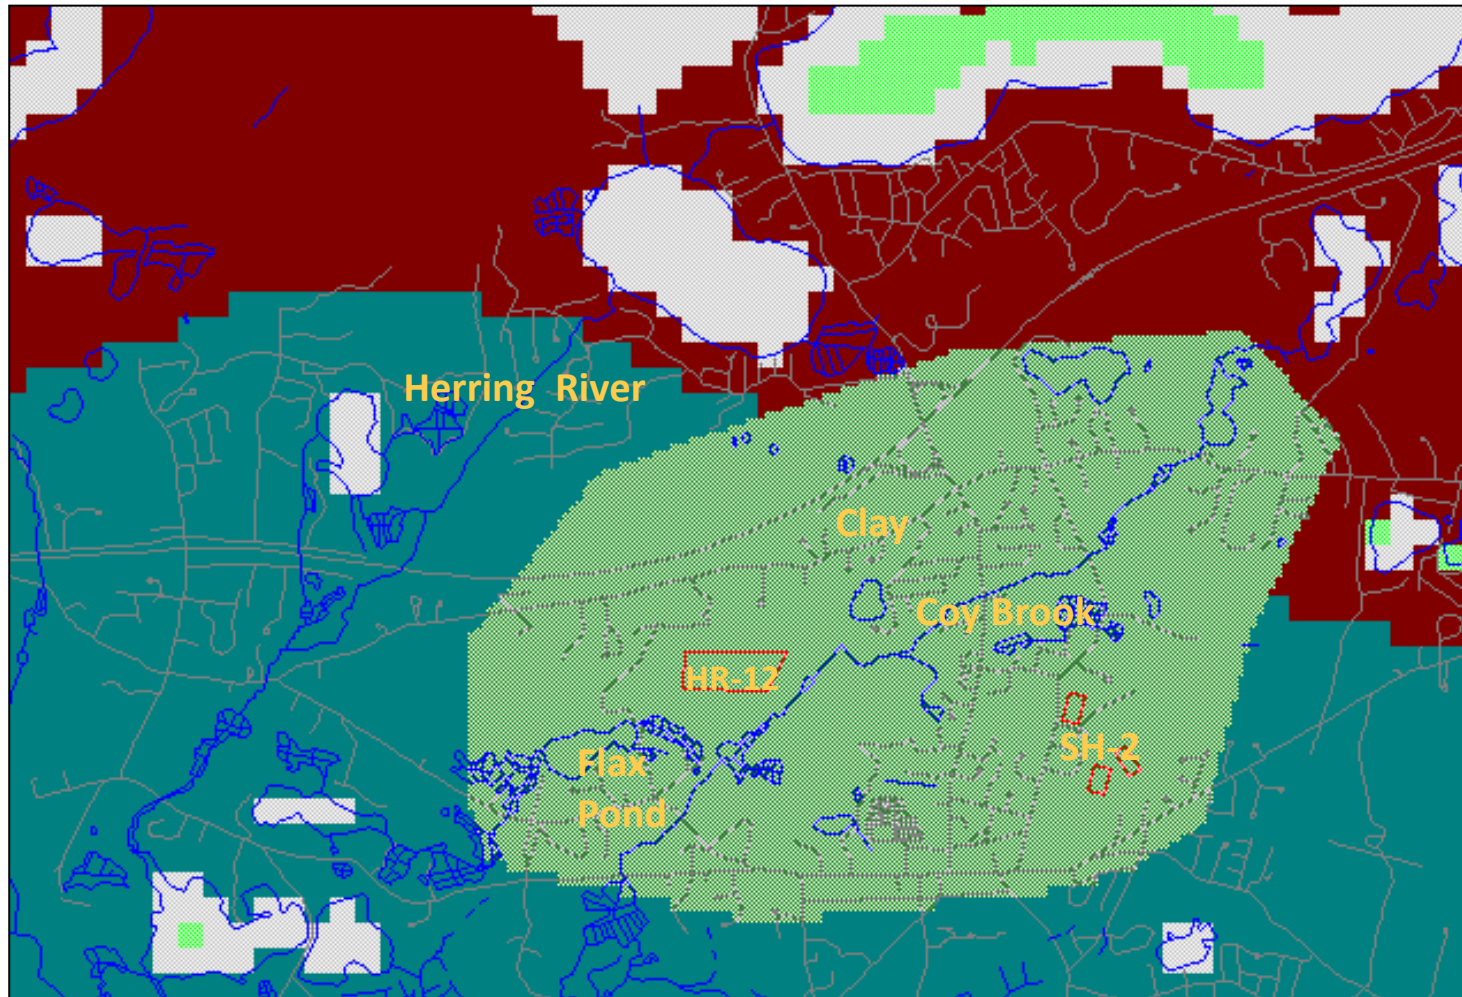 Herring River
Clay
Coy Brook
HR-12
SH-2
Flax
Pond